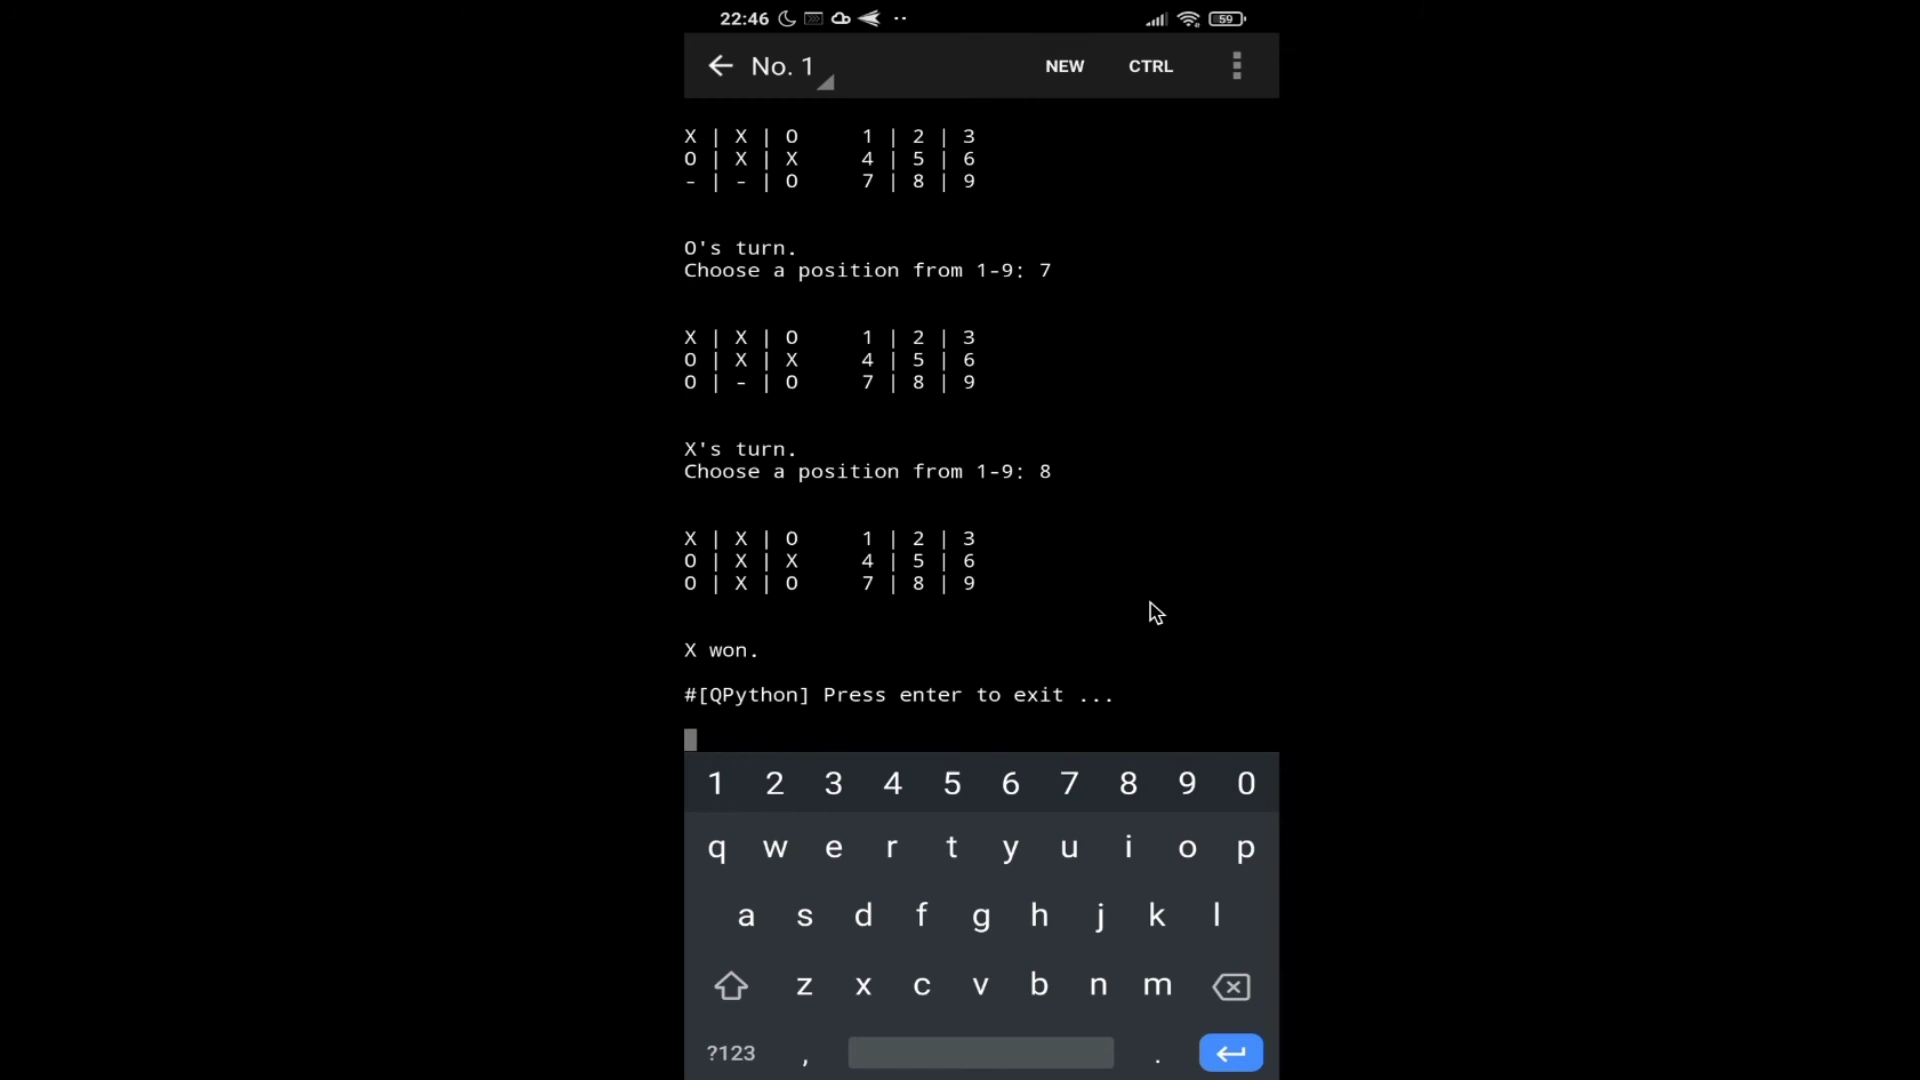 22:46 59
No. 1 NEW CTRL
X | X | O     1 | 2 | 3
O | X | X     4 | 5 | 6
- | - | O     7 | 8 | 9
O's turn.
Choose a position from 1-9: 7
X | X | O     1 | 2 | 3
O | X | X     4 | 5 | 6
O | - | O     7 | 8 | 9
X's turn.
Choose a position from 1-9: 8
X | X | O     1 | 2 | 3
O | X | X     4 | 5 | 6
O | X | O     7 | 8 | 9
X won.
#[QPython] Press enter to exit ...
1 2 3 4 5 6 7 8 9 0
q w e r t y u i o p
a s d f g h j k l
z x c v b n m
?123 , .